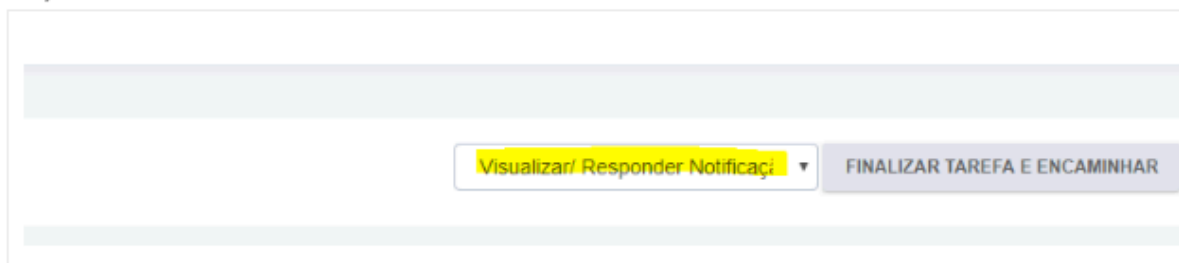 Visualizar/ Responder Notificaçã
FINALIZAR TAREFA E ENCAMINHAR